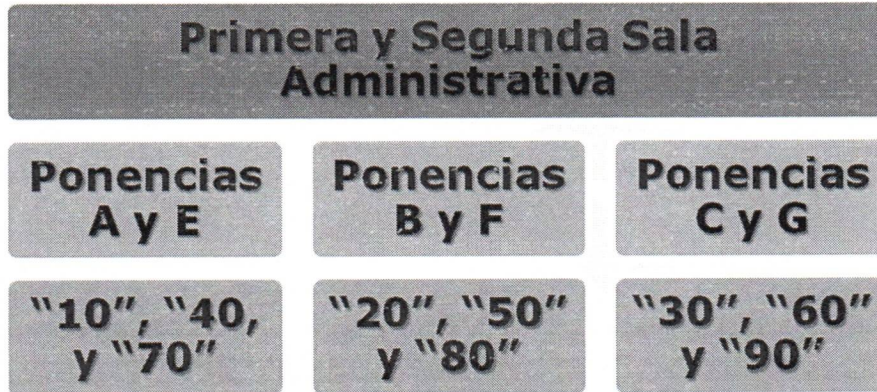 Primera y Segunda Sala
Administrativa
Ponencias
A y E
Ponencias
B y F
Ponencias
C y G
“10”, “40,
y “70”
“20”, “50”
y “80”
“30”, “60”
y “90”